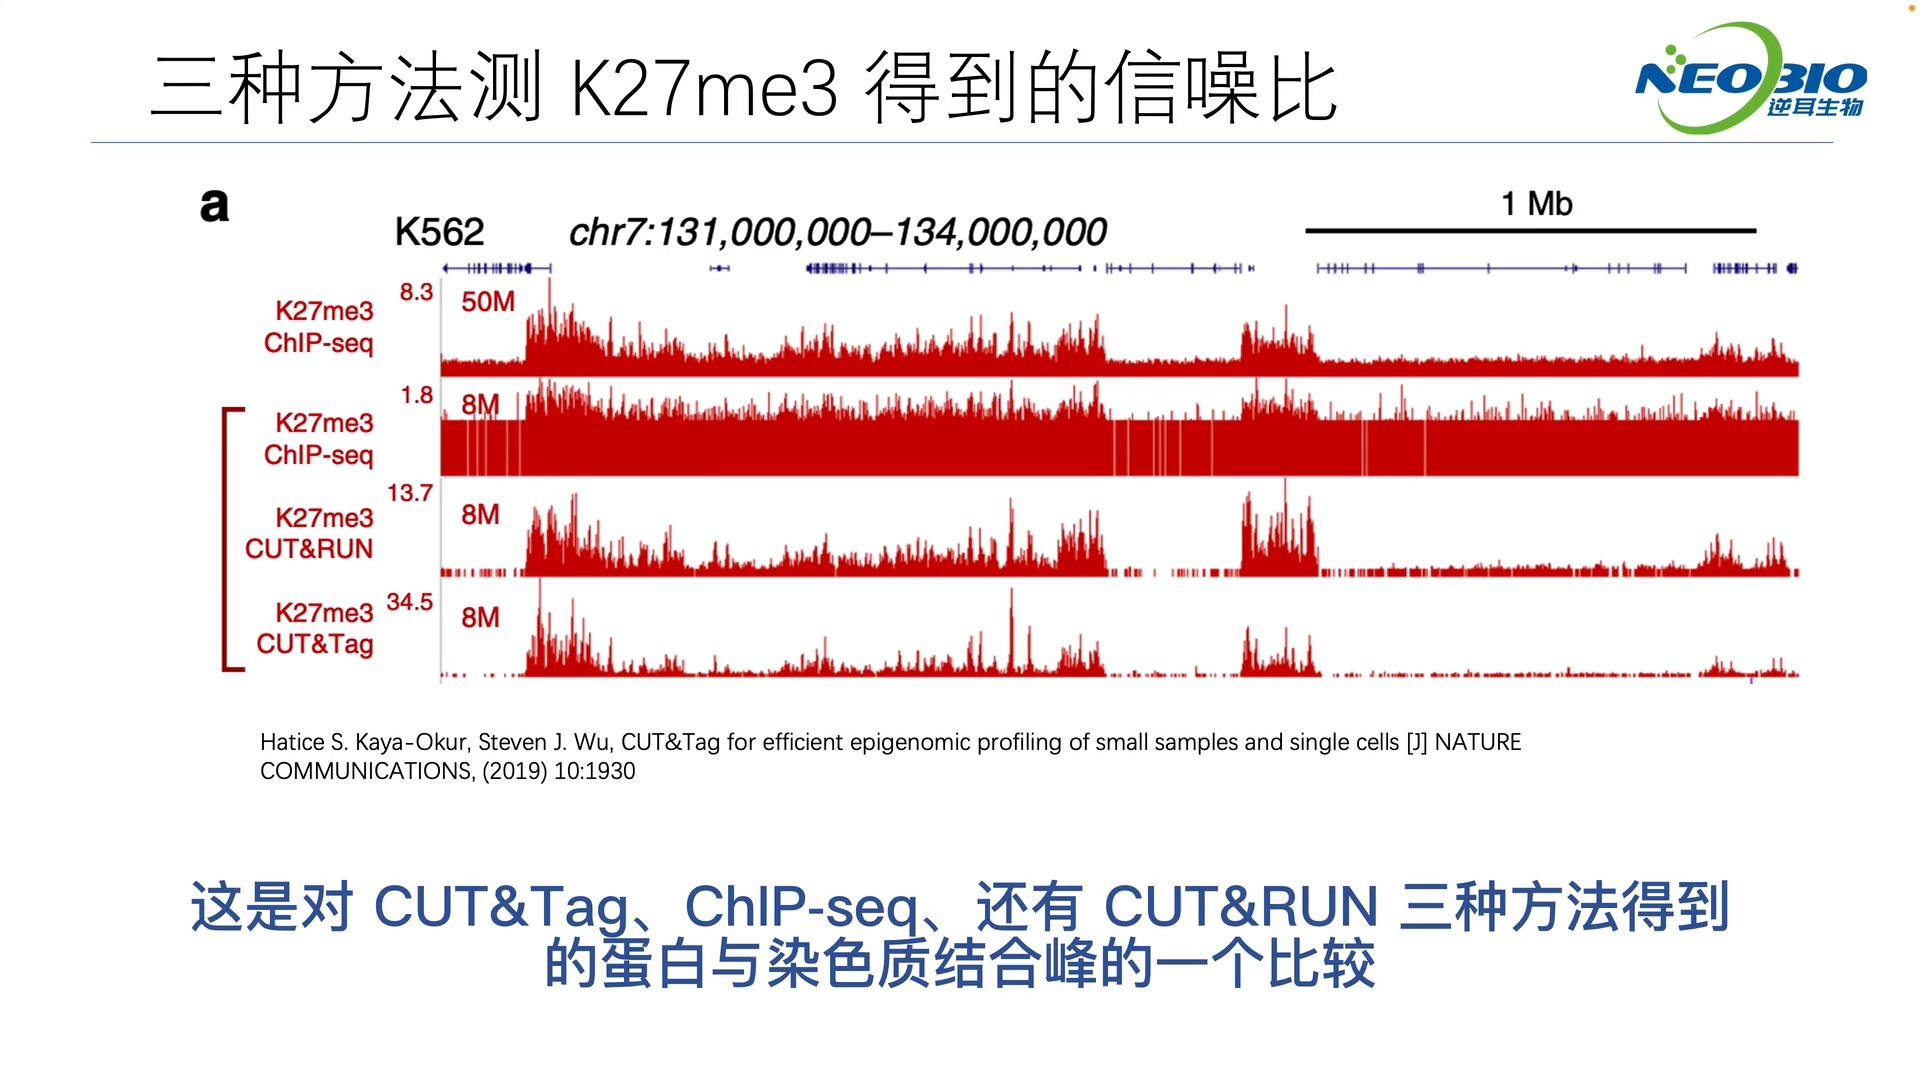 三种方法测 K27me3 得到的信噪比
NEOBIO
逆耳生物
a
1 Mb
K562
chr7:131,000,000–134,000,000
8.3
50M
K27me3
ChIP-seq
1.8
8M
K27me3
ChIP-seq
13.7
8M
K27me3
CUT&RUN
34.5
8M
K27me3
CUT&Tag
Hatice S. Kaya-Okur, Steven J. Wu, CUT&Tag for efficient epigenomic profiling of small samples and single cells [J] NATURE
COMMUNICATIONS, (2019) 10:1930
这是对 CUT&Tag、ChIP-seq、还有 CUT&RUN 三种方法得到
的蛋白与染色质结合峰的一个比较